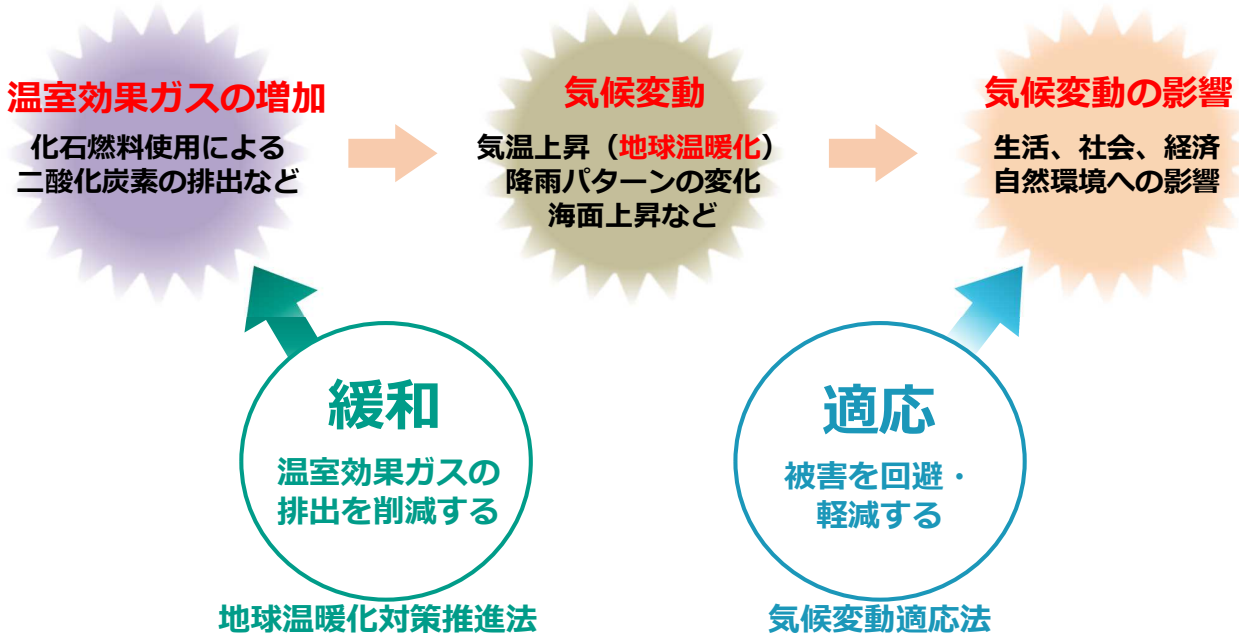 温室効果ガスの増加
化石燃料使用による
二酸化炭素の排出など
気候変動
気温上昇（地球温暖化）
降雨パターンの変化
海面上昇など
気候変動の影響
生活、社会、経済
自然環境への影響
緩和
温室効果ガスの
排出を削減する
地球温暖化対策推進法
適応
被害を回避・
軽減する
気候変動適応法